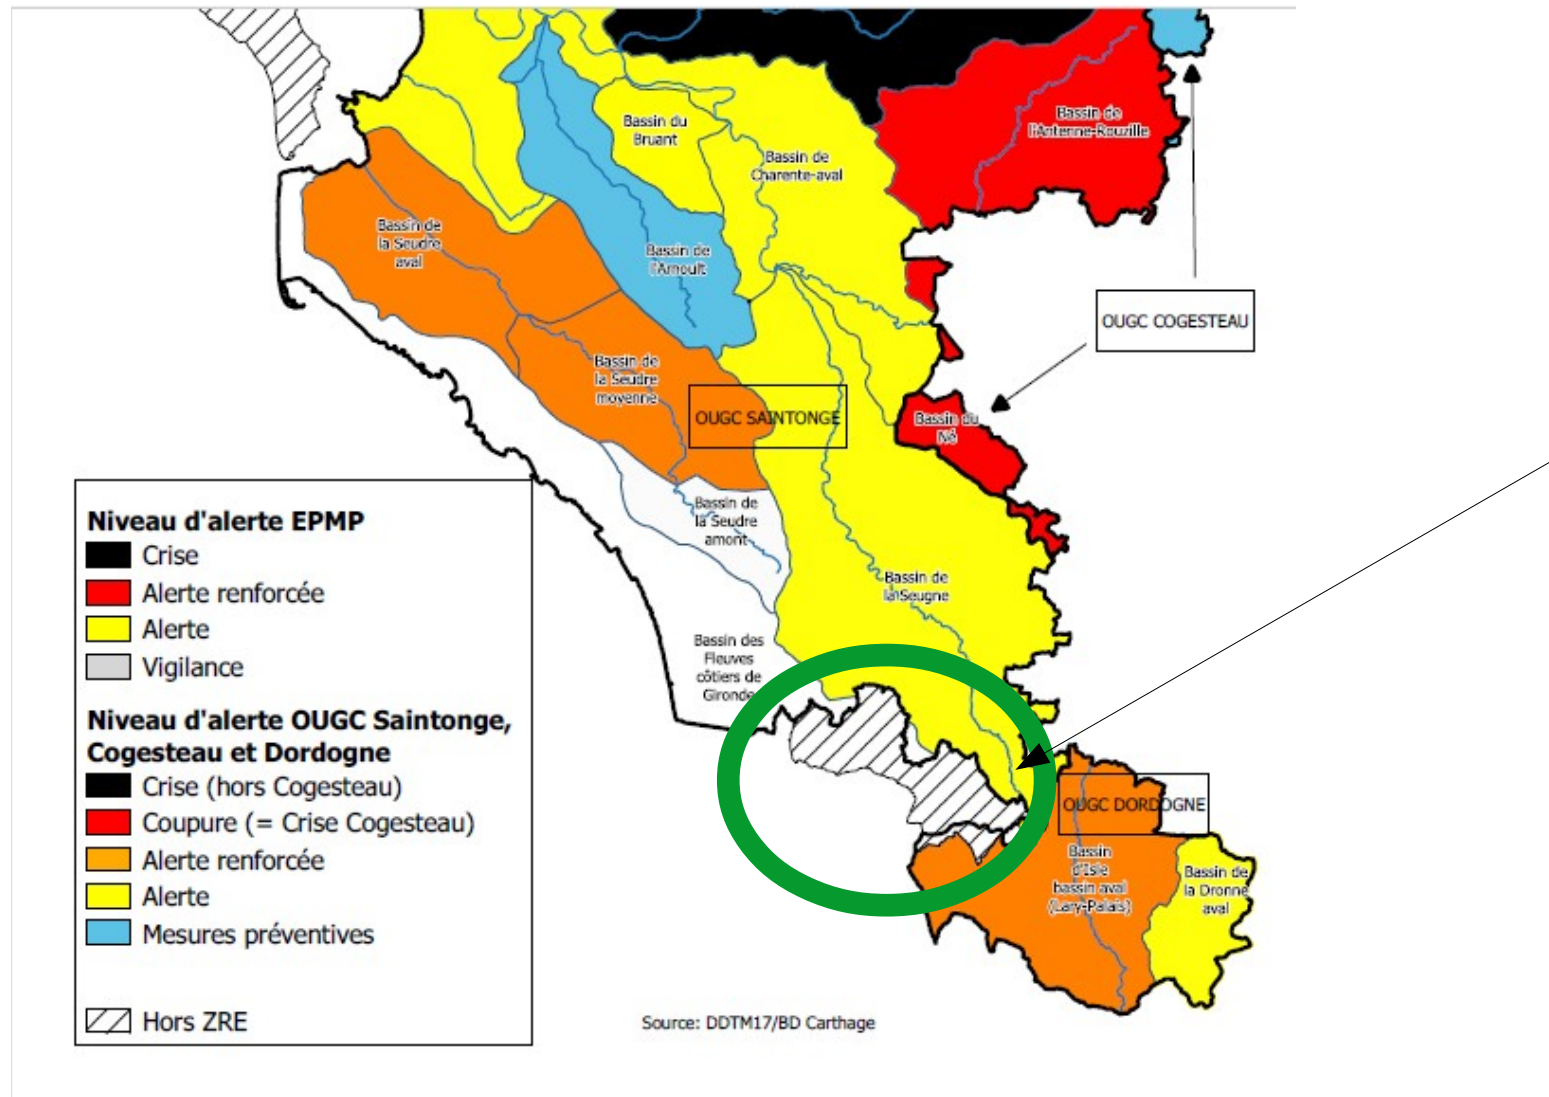 Bassin de
l'Antenne-Rouzille
Bassin du
Bruant
Bassin de
Charente-aval
Bassin de
la Seudre
aval
Bassin de
l'Arnoult
OUGC COGESTEAU
Bassin de
la Seudre
moyenne
OUGC SAINTONGE
Bassin du
Né
Bassin de
la Seudre
amont
Bassin de
la Seugne
Bassin des
Fleuves
côtiers de
Gironde
OUGC DORDOGNE
Bassin
d'Isle
bassin aval
(Lary-Palais)
Bassin de
la Dronne
aval
Niveau d'alerte EPMP
Crise
Alerte renforcée
Alerte
Vigilance
Niveau d'alerte OUGC Saintonge,
Cogesteau et Dordogne
Crise (hors Cogesteau)
Coupure (= Crise Cogesteau)
Alerte renforcée
Alerte
Mesures préventives
Hors ZRE
Source: DDTM17/BD Carthage